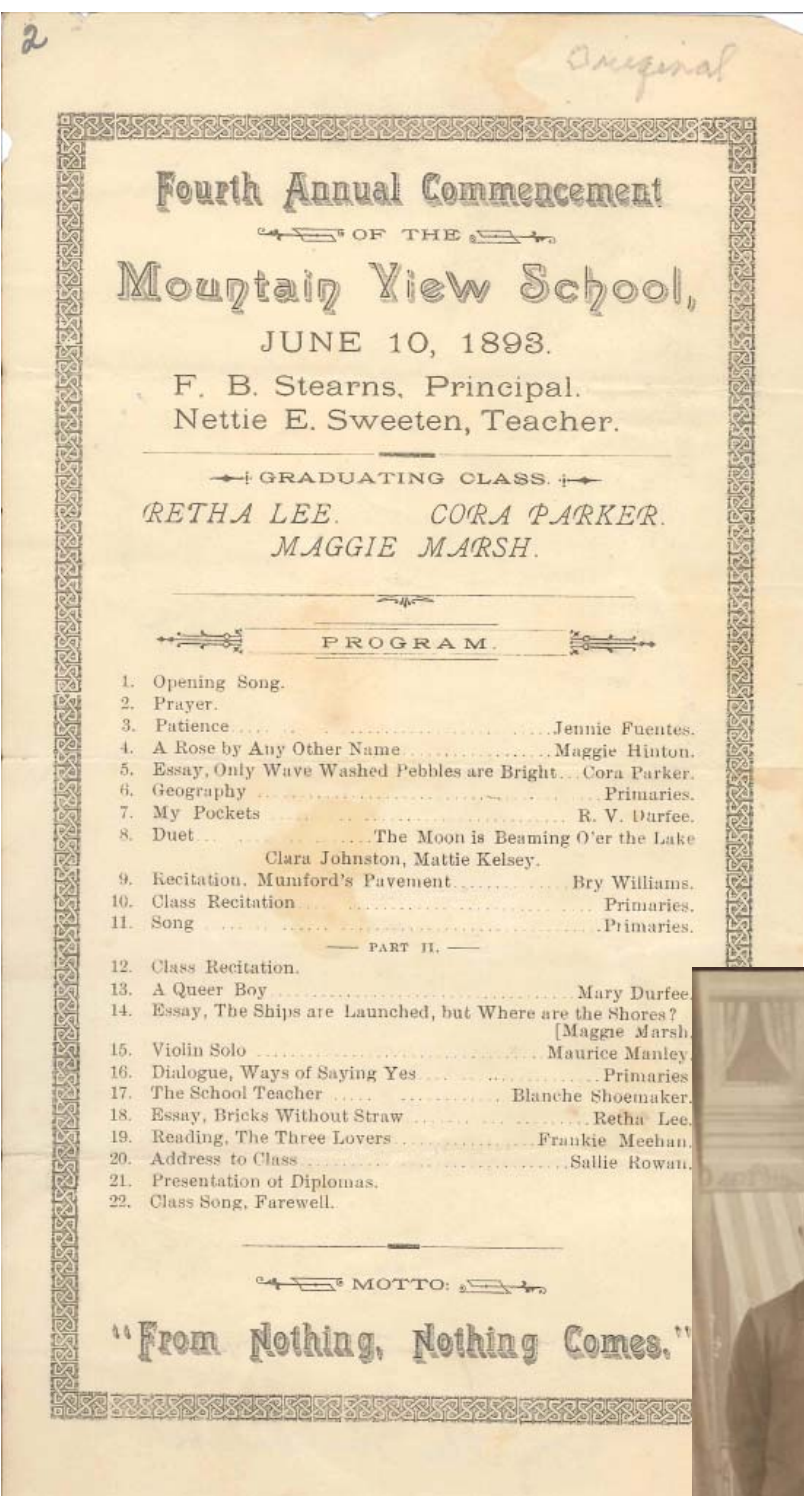 2
Original
Fourth Annual Commencement
OF THE
Mountain View School,
JUNE 10, 1893.
F. B. Stearns, Principal.
Nettie E. Sweeten, Teacher.
GRADUATING CLASS.
RETHA LEE. CORA PARKER.
MAGGIE MARSH.
PROGRAM.
1. Opening Song.
2. Prayer.
3. Patience....................Jennie Fuentes.
4. A Rose by Any Other Name....................Maggie Hinton.
5. Essay, Only Wave Washed Pebbles are Bright...Cora Parker.
6. Geography....................Primaries.
7. My Pockets....................R. V. Darfee.
8. Duet....................The Moon is Beaming O'er the Lake
Clara Johnston, Mattie Kelsey.
9. Recitation. Mumford's Pavement....................Bry Williams.
10. Class Recitation....................Primaries.
11. Song....................Primaries.
PART II.
12. Class Recitation.
13. A Queer Boy....................Mary Durfee.
14. Essay, The Ships are Launched, but Where are the Shores?
[Maggie Marsh.
15. Violin Solo....................Maurice Manley.
16. Dialogue, Ways of Saying Yes....................Primaries
17. The School Teacher....................Blanche Shoemaker.
18. Essay, Bricks Without Straw....................Retha Lee.
19. Reading, The Three Lovers....................Frankie Meehan.
20. Address to Class....................Sallie Rowan.
21. Presentation of Diplomas.
22. Class Song, Farewell.
MOTTO:
"From Nothing, Nothing Comes."